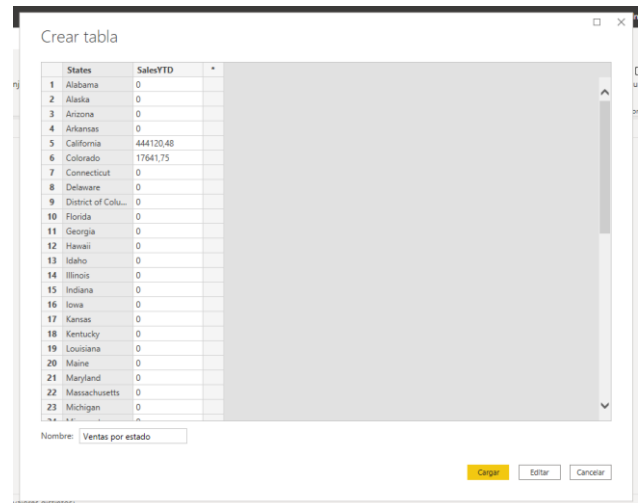 Crear tabla
States SalesYTD *
1 Alabama 0
2 Alaska 0
3 Arizona 0
4 Arkansas 0
5 California 444120,48
6 Colorado 17641,75
7 Connecticut 0
8 Delaware 0
9 District of Colu... 0
10 Florida 0
11 Georgia 0
12 Hawaii 0
13 Idaho 0
14 Illinois 0
15 Indiana 0
16 Iowa 0
17 Kansas 0
18 Kentucky 0
19 Louisiana 0
20 Maine 0
21 Maryland 0
22 Massachusetts 0
23 Michigan 0
Nombre: Ventas por estado
Cargar Editar Cancelar